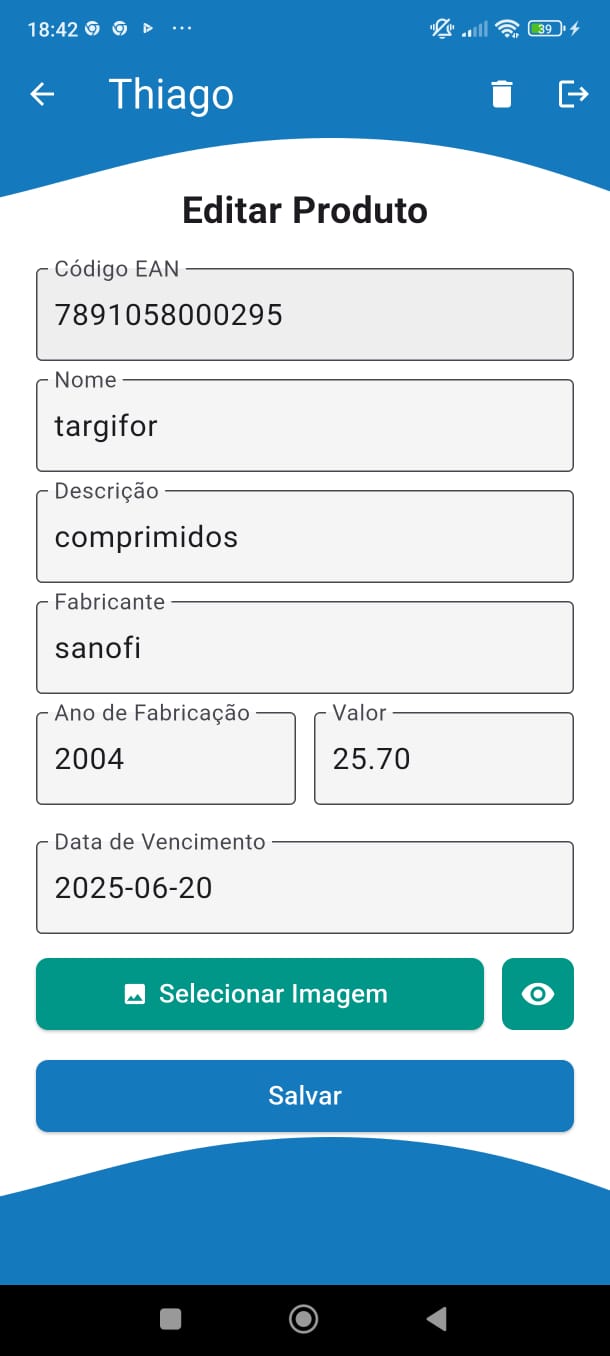 18:42 ... 39
Thiago
Editar Produto
Código EAN
7891058000295
Nome
targifor
Descrição
comprimidos
Fabricante
sanofi
Ano de Fabricação Valor
2004 25.70
Data de Vencimento
2025-06-20
Selecionar Imagem
Salvar